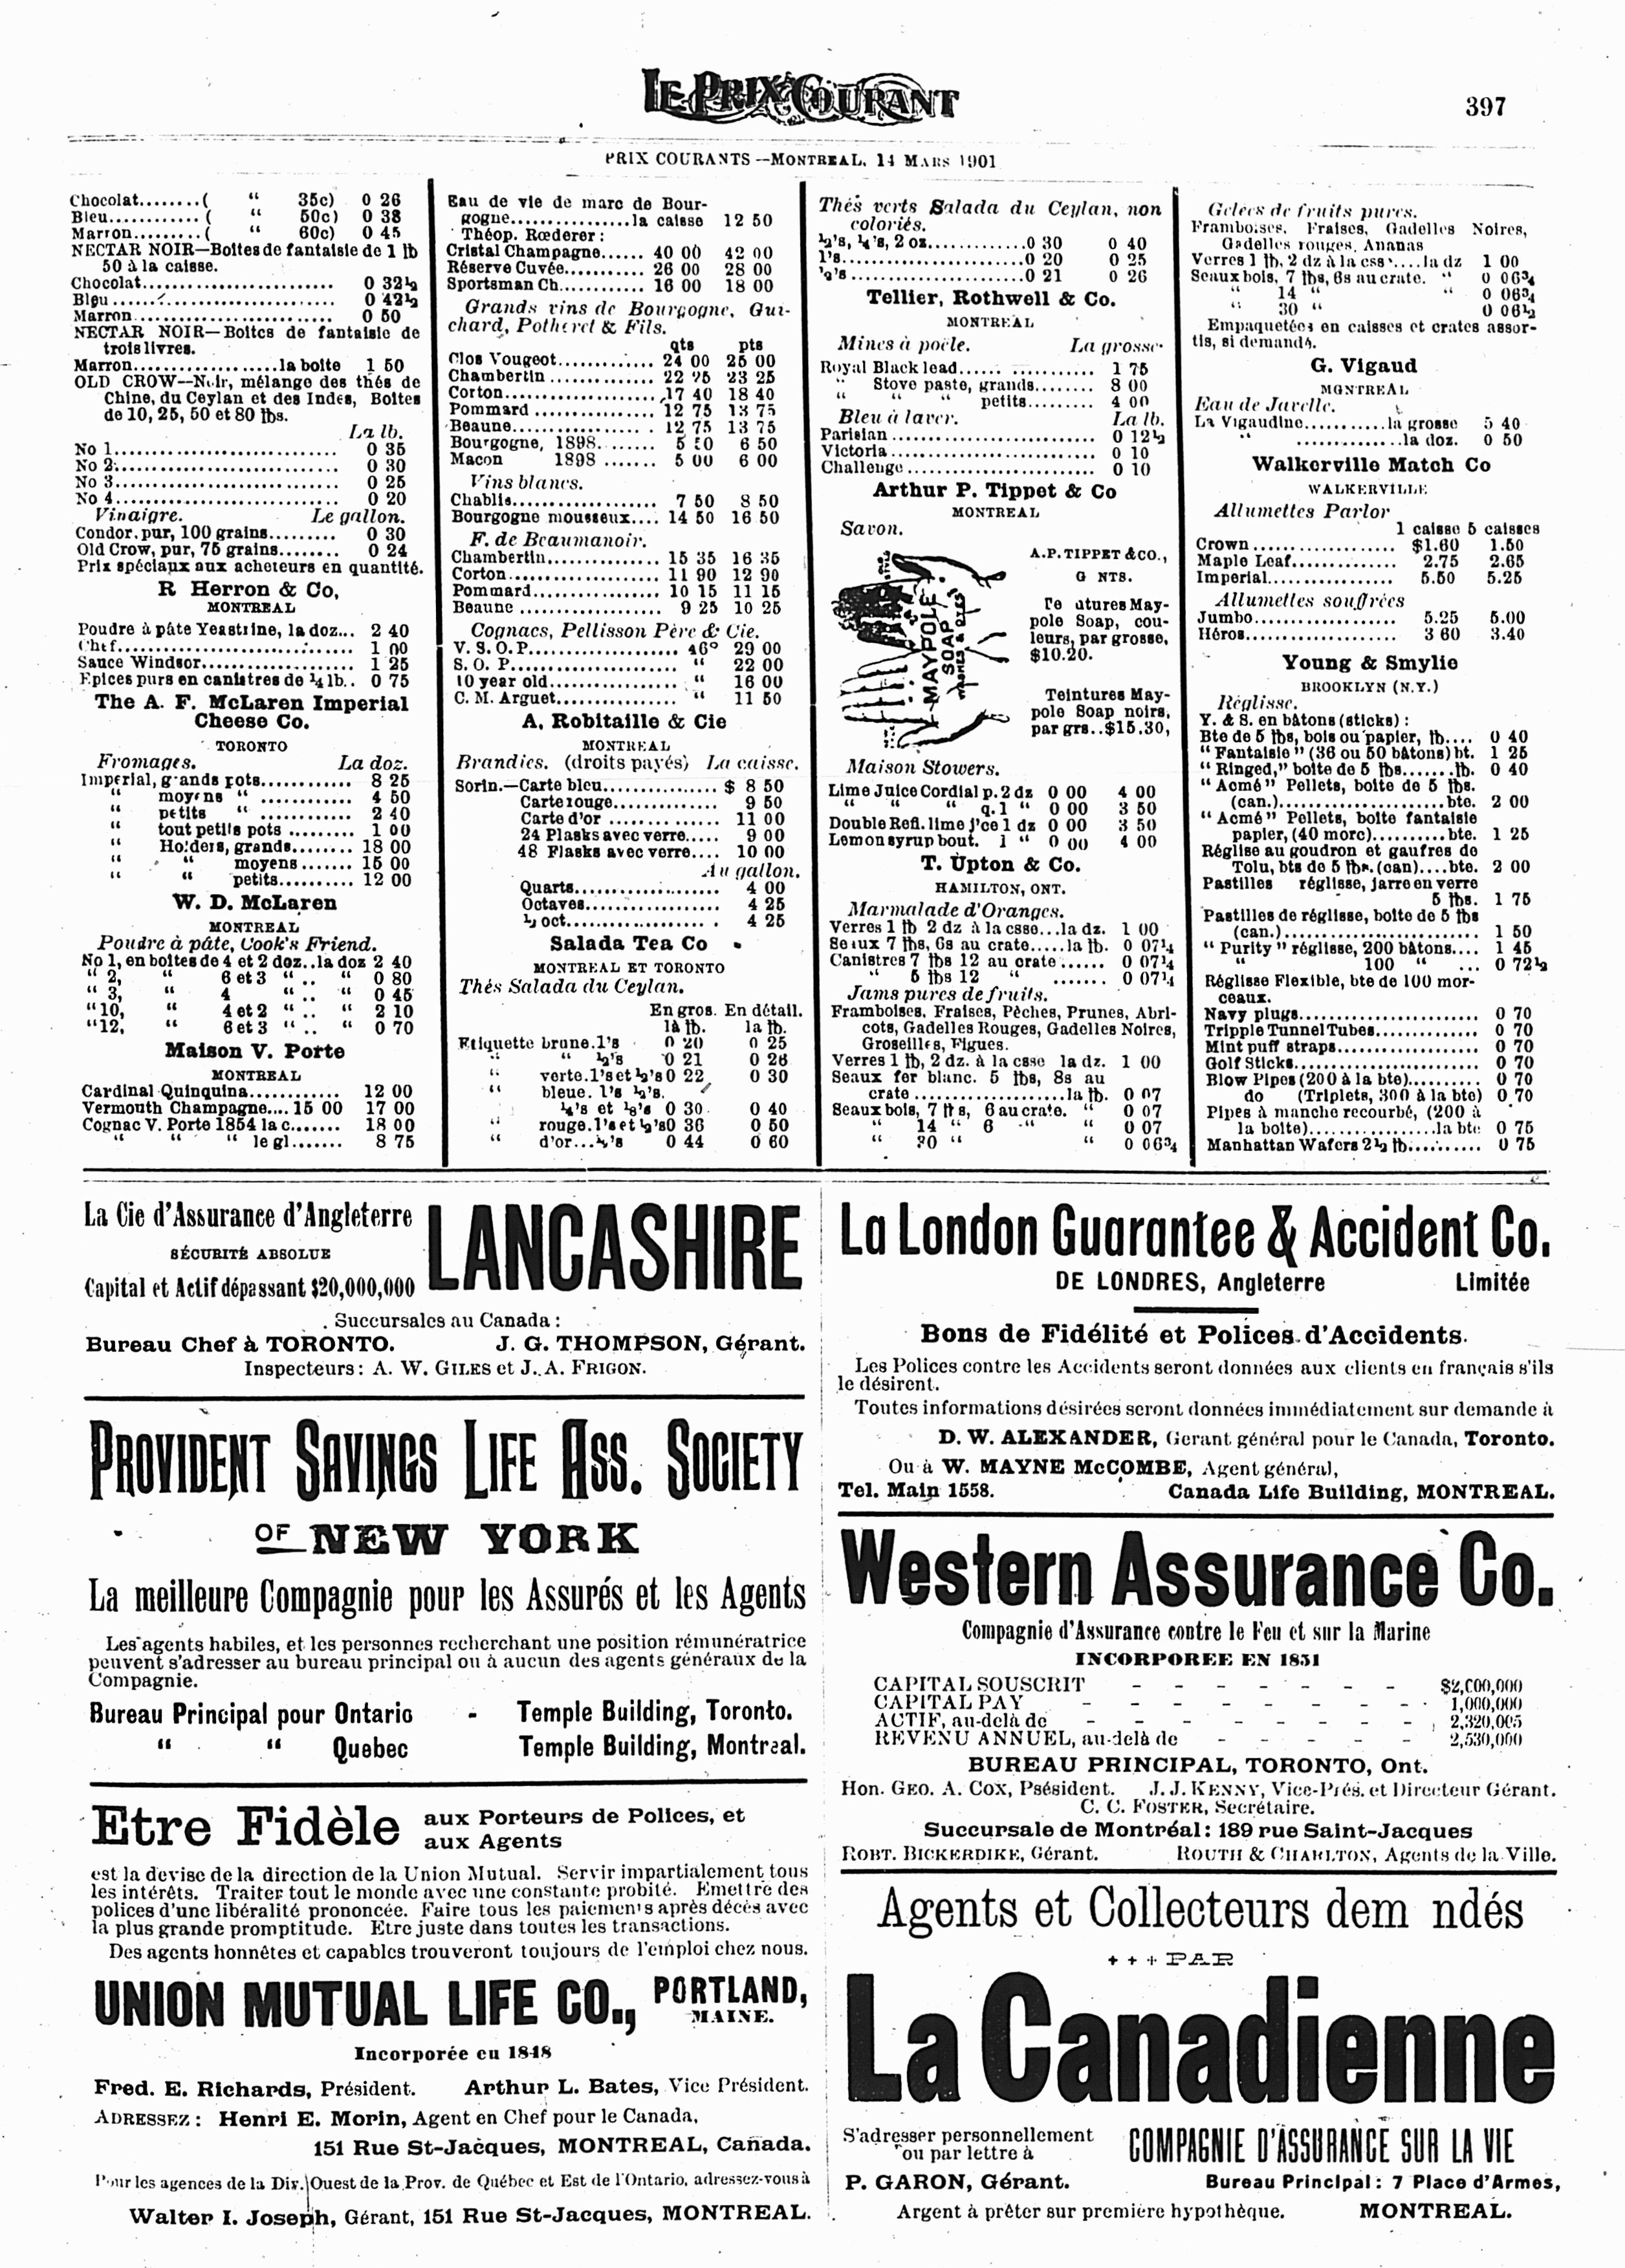 LE PRIX COURANT
397
PRIX COURANTS—MONTREAL, 14 MARS 1901
Chocolat........( “ 35c) 0 26
Bleu............( “ 50c) 0 38
Marron.........( “ 60c) 0 45
NECTAR NOIR—Boîtes de fantaisie de 1 lb
50 à la caisse.
Chocolat........................ 0 32½
Bleu............................ 0 42½
Marron.......................... 0 50
NECTAR NOIR—Boites de fantaisie de
trois livres.
Marron..................la boite 1 50
OLD CROW—Noir, mélange des thés de
Chine, du Ceylan et des Indes, Boîtes
de 10, 25, 50 et 80 lbs.
La lb.
No 1............................ 0 35
No 2............................ 0 30
No 3............................ 0 25
No 4............................ 0 20
Vinaigre. Le gallon.
Condor, pur, 100 grains......... 0 30
Old Crow, pur, 75 grains........ 0 24
Prix spéciaux aux acheteurs en quantité.
R Herron & Co,
MONTREAL
Poudre à pâte Yeastrine, la doz... 2 40
Chef............................ 1 00
Sauce Windsor................... 1 25
Epices purs en canistres de ¼ lb.. 0 75
The A. F. McLaren Imperial
Cheese Co.
TORONTO
Fromages. La doz.
Imperial, grands pots........... 8 25
“ moyens “ ............ 4 50
“ petits “ ............ 2 40
“ tout petits pots ......... 1 00
“ Holders, grands........ 18 00
“ “ moyens....... 15 00
“ “ petits.......... 12 00
W. D. McLaren
MONTREAL
Poudre à pâte, Cook's Friend.
No 1, en boites de 4 et 2 doz..la doz 2 40
“ 2, “ 6 et 3 “ .. “ 0 80
“ 3, “ 4 “ .. “ 0 45
“10, “ 4 et 2 “ .. “ 2 10
“12, “ 6 et 3 “ .. “ 0 70
Maison V. Porte
MONTREAL
Cardinal Quinquina............ 12 00
Vermouth Champagne.... 15 00 17 00
Cognac V. Porte 1854 la c....... 18 00
“ “ “ le gl....... 8 75
Eau de vie de marc de Bour-
gogne...............la caisse 12 50
Théop. Rœderer :
Cristal Champagne...... 40 00 42 00
Réserve Cuvée........... 26 00 28 00
Sportsman Ch............ 16 00 18 00
Grands vins de Bourgogne, Gui-
chard, Potheret & Fils.
qts pts
Clos Vougeot............. 24 00 25 00
Chambertin .............. 22 25 23 25
Corton................... 17 40 18 40
Pommard ................ 12 75 13 75
Beaune................... 12 75 13 75
Bourgogne, 1898........ 5 50 6 50
Macon 1898 ....... 5 00 6 00
Vins blancs.
Chablis................... 7 50 8 50
Bourgogne mousseux.... 14 50 16 50
F. de Beaumanoir.
Chambertin.............. 15 35 16 35
Corton................... 11 90 12 90
Pommard................. 10 15 11 15
Beaune .................. 9 25 10 25
Cognacs, Pellisson Père & Cie.
V. S. O. P................... 46° 29 00
S. O. P...................... “ 22 00
10 year old.................. “ 16 00
C. M. Arguet................ “ 11 50
A. Robitaille & Cie
MONTREAL
Brandies. (droits payés) La caisse.
Sorin.—Carte bleu............... $ 8 50
Carte rouge............. 9 50
Carte d'or .............. 11 00
24 Flasks avec verre..... 9 00
48 Flasks avec verre.... 10 00
Au gallon.
Quarts.................... 4 00
Octaves................... 4 25
½ oct..................... 4 25
Salada Tea Co
MONTREAL ET TORONTO
Thés Salada du Ceylan.
En gros. En détail.
la lb. la lb.
Etiquette brune.1's 0 20 0 25
“ “ ½'s 0 21 0 26
“ verte.1's et ½'s 0 22 0 30
“ bleue. 1's ½'s.
¼'s et ⅛'s 0 30 0 40
“ rouge.1's et ½'s 0 36 0 50
“ d'or...½'s 0 44 0 60
Thés verts Salada du Ceylan, non
coloriés.
½'s, ¼'s, 2 oz.............0 30 0 40
1's........................0 20 0 25
½'s........................0 21 0 26
Tellier, Rothwell & Co.
MONTREAL
Mines à poële. La grosse
Royal Black lead................. 1 75
“ Stove paste, grands........ 8 00
“ “ “ petits......... 4 00
Bleu à laver. La lb.
Parisian ......................... 0 12½
Victoria.......................... 0 10
Challenge......................... 0 10
Arthur P. Tippet & Co
MONTREAL
Savon.
A.P. TIPPET & CO.,
MAYPOLE
SOAP
WASHES & DYES
pole Soap, cou-
leurs, par grosse,
$10.20.
Teintures May-
pole Soap noirs,
par grs..$15.30,
Maison Stowers.
Lime Juice Cordial p. 2 dz 0 00 4 00
“ “ “ q. 1 “ 0 00 3 50
Double Refl. lime j'ce 1 dz 0 00 3 50
Lemon syrup bout. 1 “ 0 00 4 00
T. Upton & Co.
HAMILTON, ONT.
Marmalade d'Oranges.
Verres 1 lb 2 dz à la csse...la dz. 1 00
Seaux 7 lbs, 6s au crate.....la lb. 0 07¼
Canistres 7 lbs 12 au crate ...... 0 07¼
“ 5 lbs 12 “ ....... 0 07¼
Jams pures de fruits.
Framboises, Fraises, Pêches, Prunes, Abri-
cots, Gadelles Rouges, Gadelles Noires,
Groseilles, Figues.
Verres 1 lb, 2 dz. à la csse la dz. 1 00
Seaux fer blanc. 5 lbs, 8s au
crate ...................la lb. 0 07
Seaux bois, 7 lbs, 6 au crate. “ 0 07
“ 14 “ 6 “ “ 0 07
“ 30 “ “ 0 06¾
Gelées de fruits pures.
Framboises, Fraises, Gadelles Noires,
Gadelles rouges, Ananas
Verres 1 lb, 2 dz à la csse.....la dz 1 00
Seaux bois, 7 lbs, 6s au crate. “ 0 06¾
“ 14 “ “ 0 06¾
“ 30 “ 0 06½
Empaquetées en caisses et crates assor-
tis, si demandé.
G. Vigaud
MONTREAL
Eau de Javelle.
La Vigaudine...........la grosse 5 40
“ .............la doz. 0 50
Walkerville Match Co
WALKERVILLE
Allumettes Parlor
1 caisse 5 caisses
Crown .................. $1.60 1.50
Maple Leaf.............. 2.75 2.65
Imperial................ 5.50 5.25
Allumettes souffrées
Jumbo................... 5.25 5.00
Héros................... 3 60 3.40
Young & Smylie
BROOKLYN (N.Y.)
Réglisse.
Y. & S. en bâtons (sticks) :
Bte de 5 lbs, bois ou papier, lb.... 0 40
“ Fantaisie ” (36 ou 50 bâtons) bt. 1 25
“ Ringed,” boite de 5 lbs.......lb. 0 40
“ Acmé ” Pellets, boite de 5 lbs.
(can.).....................bte. 2 00
“ Acmé ” Pellets, boite fantaisie
papier, (40 morc)..........bte. 1 25
Réglise au goudron et gaufres de
Tolu, bts de 5 lbs. (can)....bte. 2 00
Pastilles réglisse, jarre en verre
5 lbs. 1 75
Pastilles de réglisse, boite de 5 lbs
(can.)........................ 1 50
“ Purity ” réglisse, 200 bâtons.... 1 45
“ 100 “ ... 0 72½
Réglisse Flexible, bte de 100 mor-
ceaux.
Navy plugs....................... 0 70
Tripple Tunnel Tubes............. 0 70
Mint puff straps................. 0 70
Golf Sticks...................... 0 70
Blow Pipes (200 à la bte)......... 0 70
do (Triplets, 300 à la bte) 0 70
Pipes à manche recourbé, (200 à
la boite)..................la bte 0 75
Manhattan Wafers 2½ lb.......... 0 75
La Cie d'Assurance d'Angleterre
SÉCURITÉ ABSOLUE
Capital et Actif dépassant $20,000,000
LANCASHIRE
Succursales au Canada :
Bureau Chef à TORONTO. J. G. THOMPSON, Gérant.
Inspecteurs : A. W. GILES et J. A. FRIGON.
PROVIDENT SAVINGS LIFE ASS. SOCIETY
OF NEW YORK
La meilleure Compagnie pour les Assurés et les Agents
Les agents habiles, et les personnes recherchant une position rémunératrice
peuvent s'adresser au bureau principal ou à aucun des agents généraux de la
Compagnie.
Bureau Principal pour Ontario - Temple Building, Toronto.
“ “ Quebec Temple Building, Montreal.
Etre Fidèle aux Porteurs de Polices, et
aux Agents
est la devise de la direction de la Union Mutual. Servir impartialement tous
les intérêts. Traiter tout le monde avec une constante probité. Emettre des
polices d'une libéralité prononcée. Faire tous les paiements après décès avec
la plus grande promptitude. Etre juste dans toutes les transactions.
Des agents honnêtes et capables trouveront toujours de l'emploi chez nous.
UNION MUTUAL LIFE CO., PORTLAND,
MAINE.
Incorporée en 1848
Fred. E. Richards, Président. Arthur L. Bates, Vice Président.
ADRESSEZ : Henri E. Morin, Agent en Chef pour le Canada,
151 Rue St-Jacques, MONTREAL, Canada.
Pour les agences de la Div. Ouest de la Prov. de Québec et Est de l'Ontario, adressez-vous à
Walter I. Joseph, Gérant, 151 Rue St-Jacques, MONTREAL.
La London Guarantee & Accident Co.
DE LONDRES, Angleterre Limitée
Bons de Fidélité et Polices d'Accidents.
Les Polices contre les Accidents seront données aux clients en français s'ils
le désirent.
Toutes informations désirées seront données immédiatement sur demande à
D. W. ALEXANDER, Gerant général pour le Canada, Toronto.
Ou à W. MAYNE McCOMBE, Agent général,
Tel. Main 1558. Canada Life Building, MONTREAL.
Western Assurance Co.
Compagnie d'Assurance contre le Feu et sur la Marine
INCORPOREE EN 1851
CAPITAL SOUSCRIT - - - - - - - $2,000,000
CAPITAL PAY - - - - - - - - 1,000,000
ACTIF, au-delà de - - - - - - - 2,320,005
REVENU ANNUEL, au-delà de - - - - - 2,530,000
BUREAU PRINCIPAL, TORONTO, Ont.
Hon. GEO. A. COX, Psésident. J. J. KENNY, Vice-Prés. et Directeur Gérant.
C. C. FOSTER, Secrétaire.
Succursale de Montréal : 189 rue Saint-Jacques
ROBT. BICKERDIKE, Gérant. ROUTH & CHARLTON, Agents de la Ville.
Agents et Collecteurs dem ndés
+ + + PAR
La Canadienne
S'adresser personnellement
ou par lettre à
COMPAGNIE D'ASSURANCE SUR LA VIE
P. GARON, Gérant. Bureau Principal : 7 Place d'Armes,
Argent à prêter sur première hypothèque. MONTREAL.